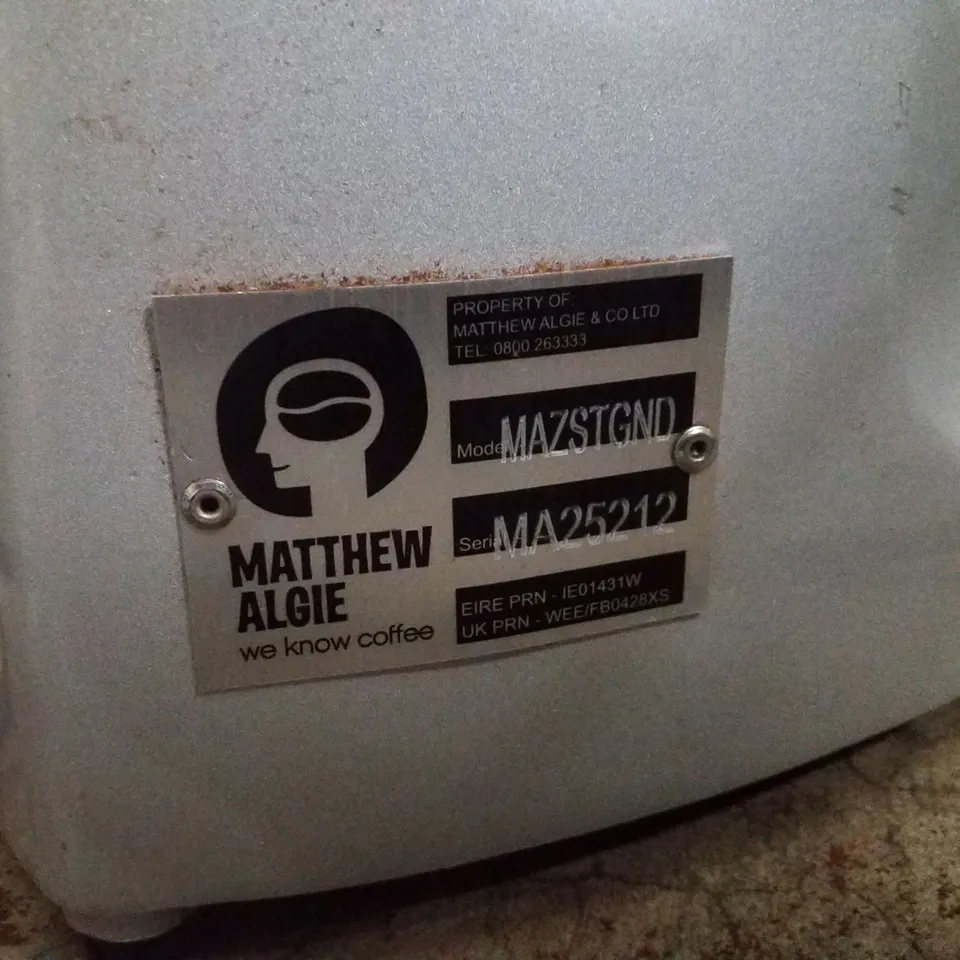 PROPERTY OF:
MATTHEW ALGIE & CO LTD
TEL: 0800 263333
Model MAZSTGND
Serial MA25212
EIRE PRN - IE01431W
UK PRN - WEE/FB0428XS
MATTHEW
ALGIE
we know coffee